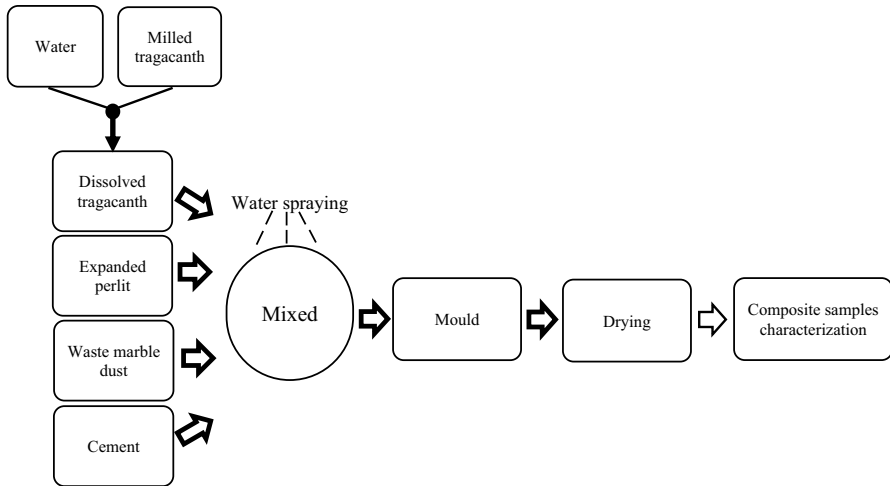 Water
Milled
tragacanth
Dissolved
tragacanth
Water spraying
Expanded
perlit
Mixed
Mould
Drying
Composite samples
characterization
Waste marble
dust
Cement